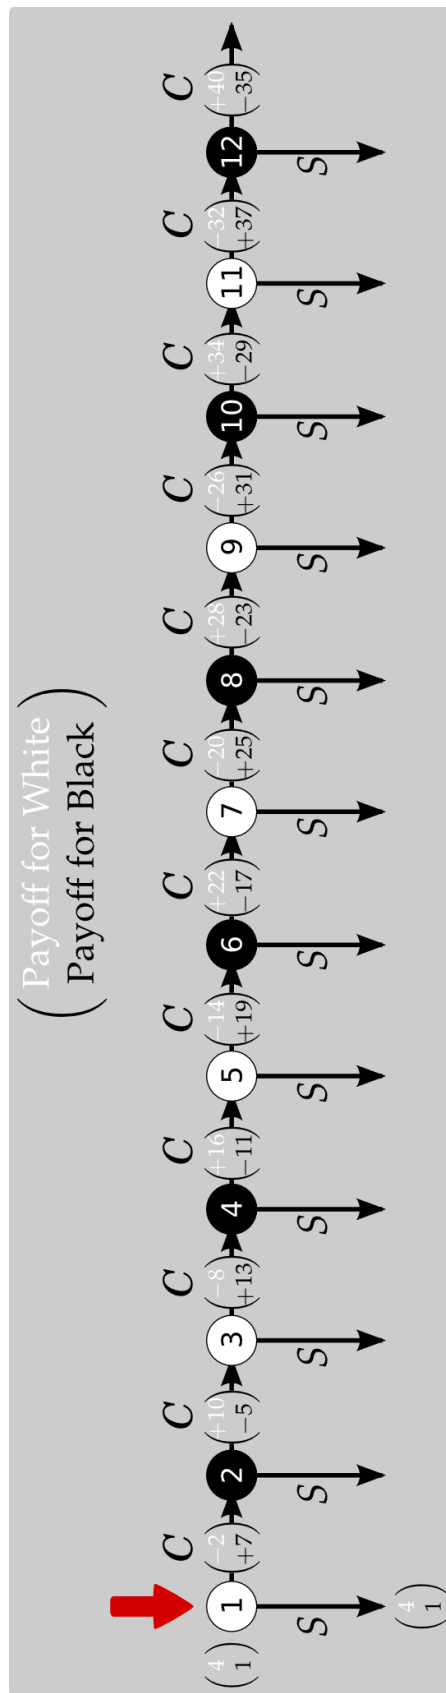 Payoff for White
Payoff for Black
C C C C C C C C C C C C
4 −2 +10 −8 +16 −14 +22 −20 +28 −26 +34 −32 +40
1 2 3 4 5 6 7 8 9 10 11 12
1 +7 −5 +13 −11 +19 −17 +25 −23 +31 −29 +37 −35
S S S S S S S S S S S S
4
1